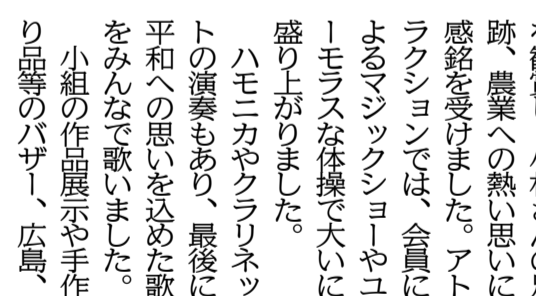 跡、農業への熱い思いに
感銘を受けました。アト
ラクションでは、会員に
よるマジックショーやユ
ーモラスな体操で大いに
盛り上がりました。
ハモニカやクラリネッ
トの演奏もあり、最後に
平和への思いを込めた歌
をみんなで歌いました。
小組の作品展示や手作
り品等のバザー、広島、